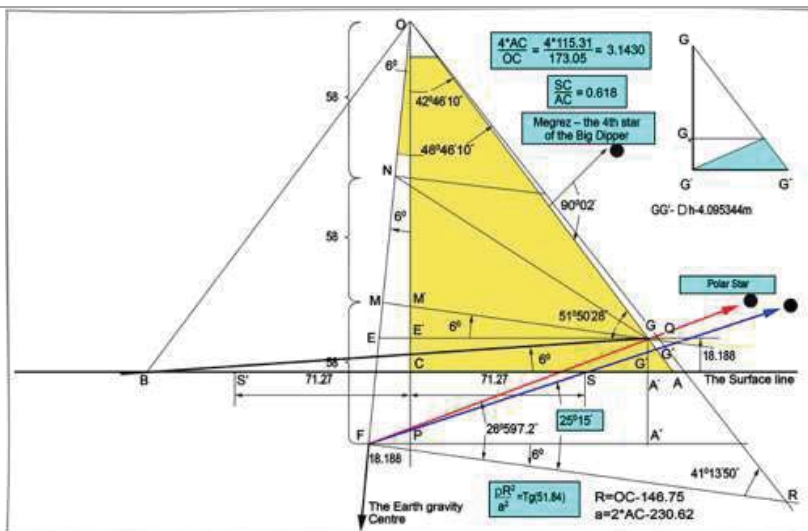 O
4*AC
OC
= 4*115.31
173.05
= 3.1430
G
6º
SC
AC
= 0.618
58
42º46'10"
Megrez – the 4th star
of the Big Dipper
48º46'10"
G
N
G'
G"
90º02'
GG'- Dh-4.095344m
6º
58
Polar Star
M
M'
51º50'28"
G
Q
E
E'
6º
G"
18.188
58
C
6º
G'
B
S'
71.27
71.27
S
A'
A
The Surface line
F
P
26º597.2'
25º15'
A"
18.188
6º
41º13'50"
pR²
a²
=Tg(51.84)
R=OC-146.75
a=2*AC-230.62
R
The Earth gravity
Centre